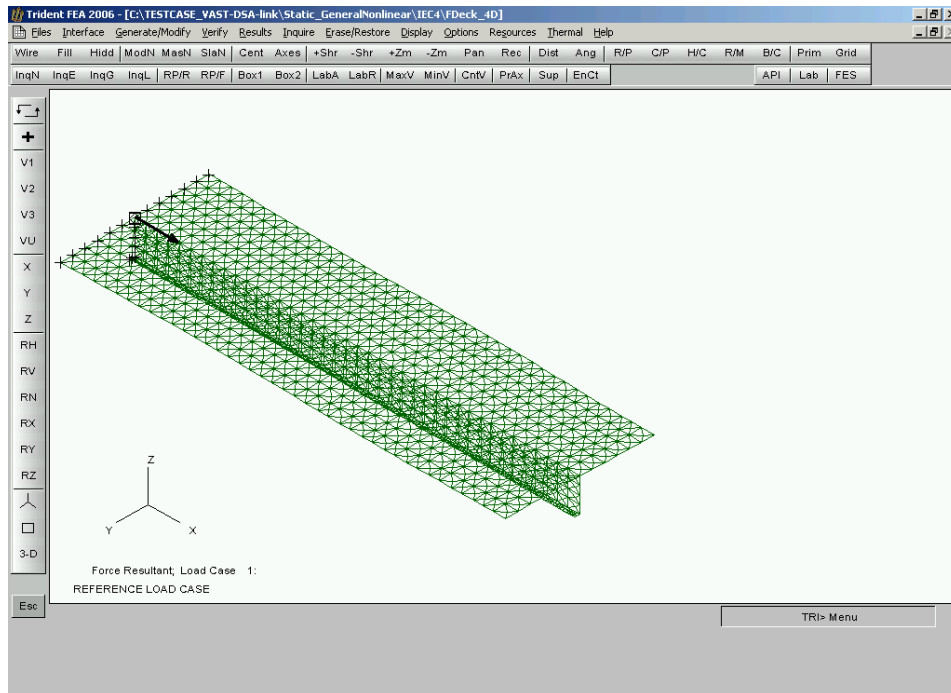 Trident FEA 2006 - [C:\TESTCASE_VAST-DSA-link\Static_GeneralNonlinear\IEC4\FDeck_4D]
Files Interface Generate/Modify Verify Results Inquire Erase/Restore Display Options Resources Thermal Help
Wire Fill Hidd ModN MasN SlaN Cent Axes +Shr -Shr +Zm -Zm Pan Rec Dist Ang R/P C/P H/C R/M B/C Prim Grid
InqN InqE InqG InqL RP/R RP/F Box1 Box2 LabA LabR MaxV MinV CntV PrAx Sup EnCt API Lab FES
V1
V2
V3
VU
X
Y
Z
RH
RV
RN
RX
RY
RZ
3-D
Esc
Z
Y X
Force Resultant; Load Case 1:
REFERENCE LOAD CASE
TRI> Menu